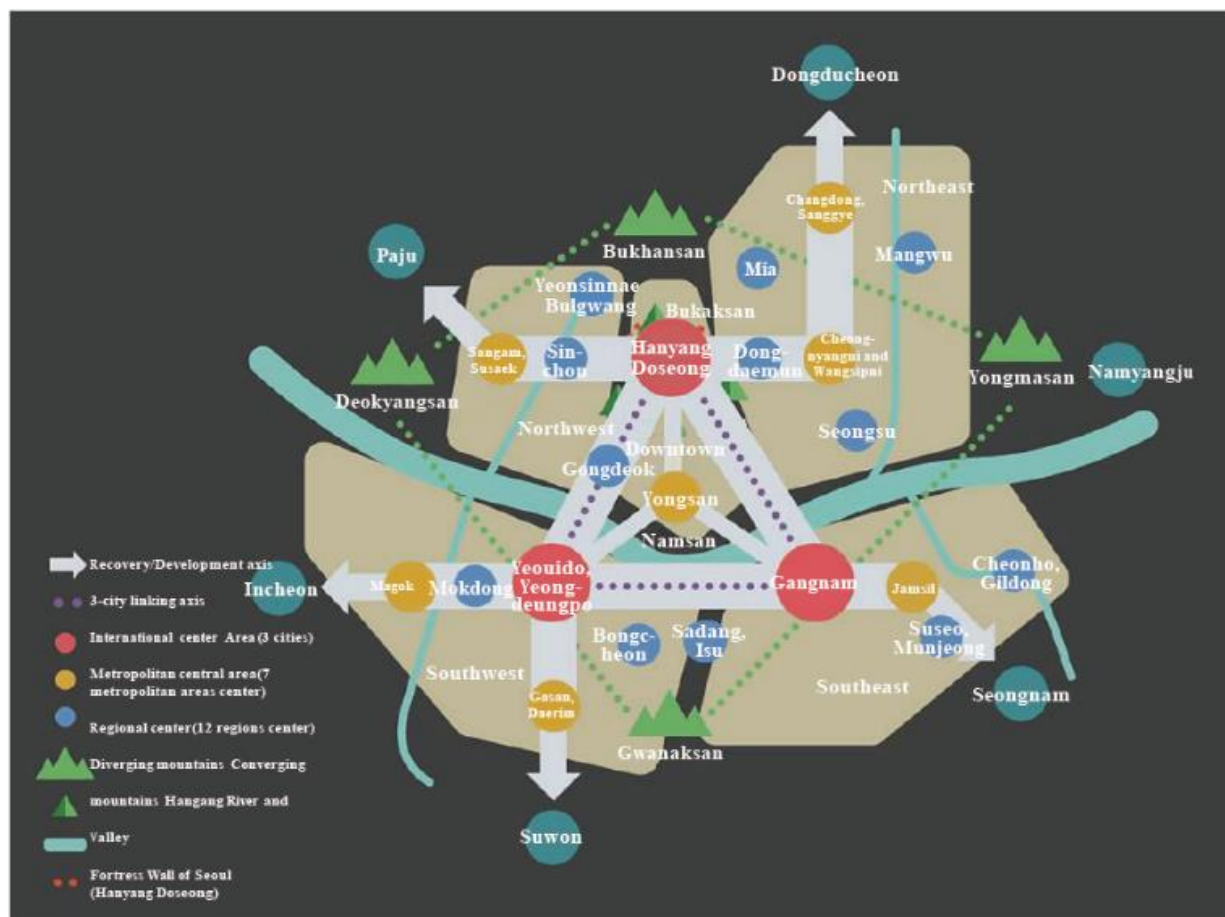 Dongducheon
Northeast
Changdong,
Sanggye
Bukhansan
Paju
Mangwu
Mia
Yeonsinnae
Bulgwang
Bukaksan
Hanyang
Doseong
Sangam,
Susaek
Sin-
chon
Dong-
daemun
Cheong-
nyangni and
Wangsipni
Yongmasan
Namyangju
Deokyangsan
Northwest
Seongsu
Downtown
Gongdeok
Yongsan
Namsan
Recovery/Development axis
Incheon
Magok
Mokdong
Yeouido,
Yeong-
deungpo
Gangnam
Jamsil
Cheonho,
Gildong
3-city linking axis
International center Area(3 cities)
Bongc-
heon
Sadang,
Isu
Suseo,
Munjeong
Metropolitan central area(7
metropolitan areas center)
Southwest
Southeast
Seongnam
Gasan,
Daerim
Regional center(12 regions center)
Gwanaksan
Diverging mountains Converging
mountains Hangang River and
Valley
Suwon
Fortress Wall of Seoul
(Hanyang Doseong)